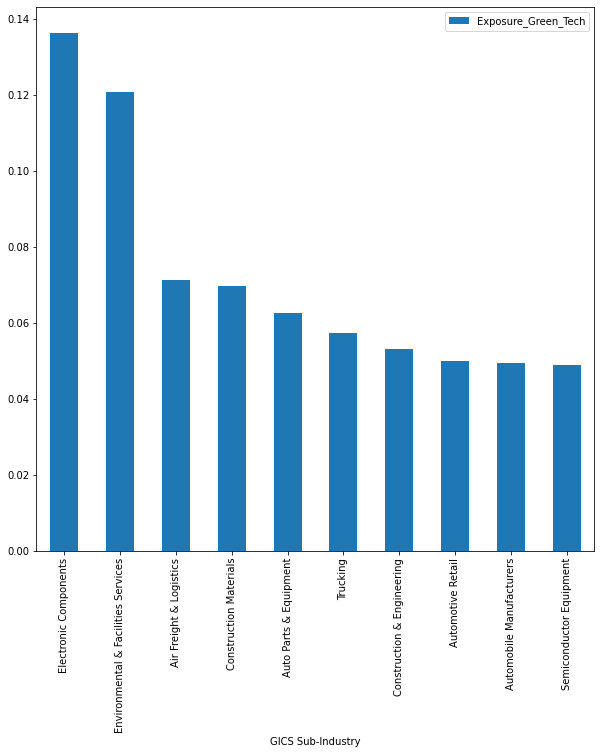 Exposure_Green_Tech
0.14
0.12
0.10
0.08
0.06
0.04
0.02
0.00
Electronic Components
Environmental & Facilities Services
Air Freight & Logistics
Construction Materials
Auto Parts & Equipment
Trucking
Construction & Engineering
Automotive Retail
Automobile Manufacturers
Semiconductor Equipment
GICS Sub-Industry